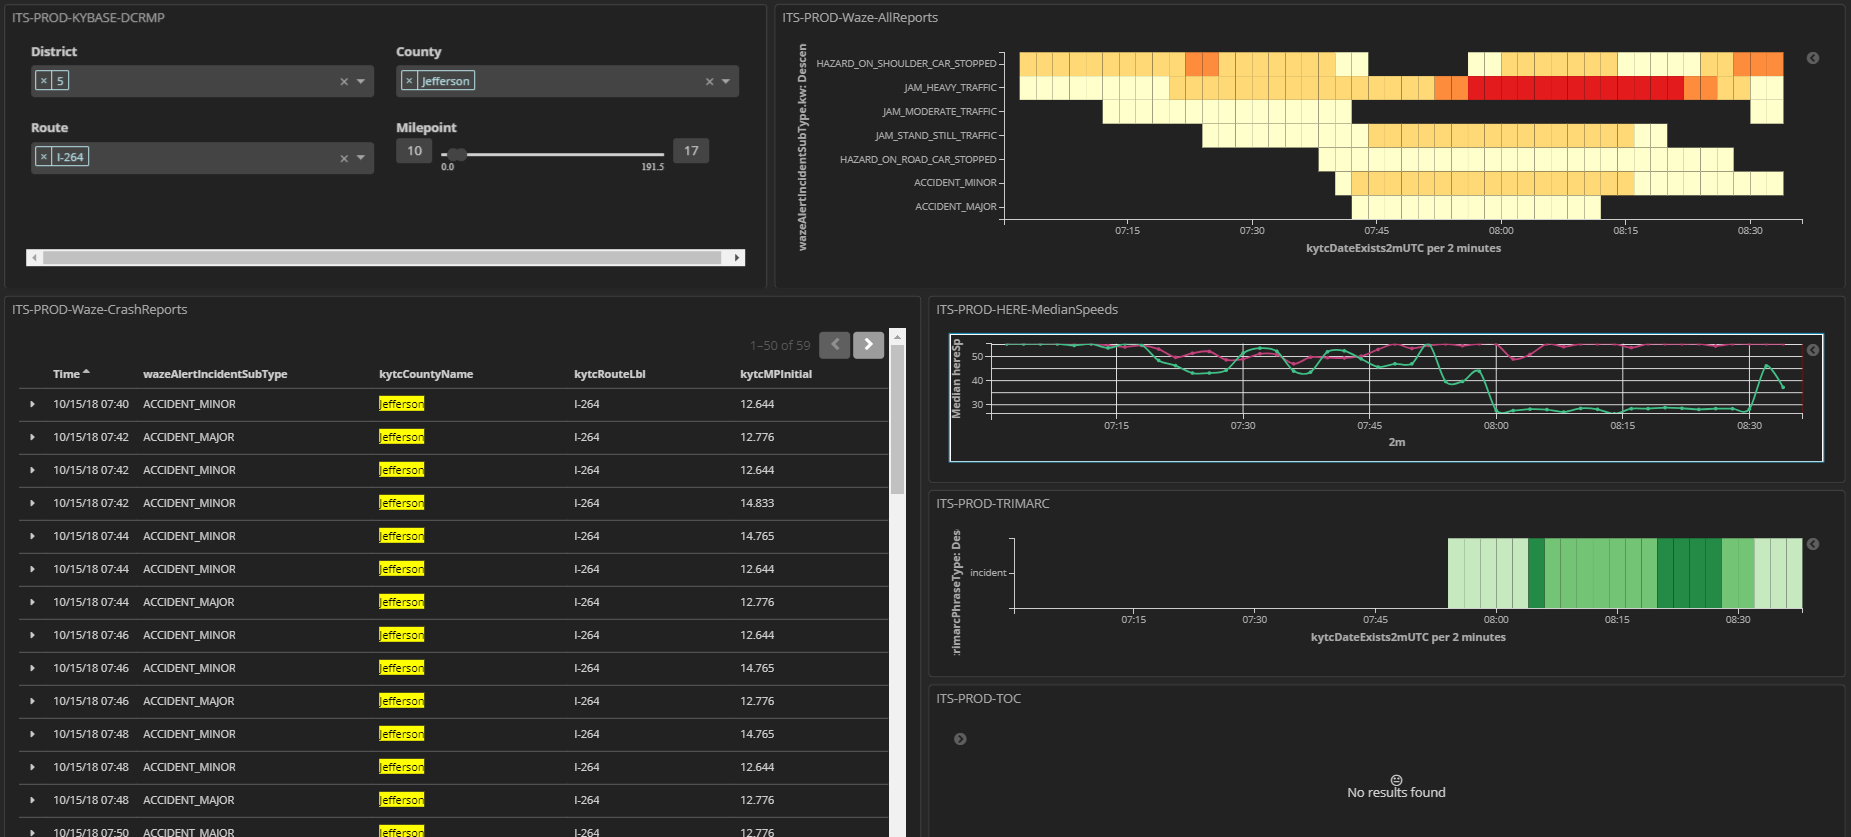 ITS-PROD-KYBASE-DCRMP
District
× 5
County
× Jefferson
Route
× I-264
Milepoint
10
17
0.0
191.5
ITS-PROD-Waze-AllReports
wazeAlertIncidentSubType.kw: Descen
HAZARD_ON_SHOULDER_CAR_STOPPED
JAM_HEAVY_TRAFFIC
JAM_MODERATE_TRAFFIC
JAM_STAND_STILL_TRAFFIC
HAZARD_ON_ROAD_CAR_STOPPED
ACCIDENT_MINOR
ACCIDENT_MAJOR
07:15 07:30 07:45 08:00 08:15 08:30
kytcDateExists2mUTC per 2 minutes
ITS-PROD-Waze-CrashReports
1–50 of 59
Time wazeAlertIncidentSubType kytcCountyName kytcRouteLbl kytcMPInitial
10/15/18 07:40 ACCIDENT_MINOR Jefferson I-264 12.644
10/15/18 07:42 ACCIDENT_MAJOR Jefferson I-264 12.776
10/15/18 07:42 ACCIDENT_MINOR Jefferson I-264 12.644
10/15/18 07:42 ACCIDENT_MINOR Jefferson I-264 14.833
10/15/18 07:44 ACCIDENT_MINOR Jefferson I-264 14.765
10/15/18 07:44 ACCIDENT_MINOR Jefferson I-264 12.644
10/15/18 07:44 ACCIDENT_MAJOR Jefferson I-264 12.776
10/15/18 07:46 ACCIDENT_MINOR Jefferson I-264 12.644
10/15/18 07:46 ACCIDENT_MINOR Jefferson I-264 14.765
10/15/18 07:46 ACCIDENT_MAJOR Jefferson I-264 12.776
10/15/18 07:48 ACCIDENT_MINOR Jefferson I-264 14.765
10/15/18 07:48 ACCIDENT_MINOR Jefferson I-264 12.644
10/15/18 07:48 ACCIDENT_MAJOR Jefferson I-264 12.776
10/15/18 07:50 ACCIDENT_MAJOR Jefferson I-264 12.776
ITS-PROD-HERE-MedianSpeeds
Median hereSp
50
40
30
07:15 07:30 07:45 08:00 08:15 08:30
2m
ITS-PROD-TRIMARC
rimarcPhraseType: Des
incident
07:15 07:30 07:45 08:00 08:15 08:30
kytcDateExists2mUTC per 2 minutes
ITS-PROD-TOC
No results found